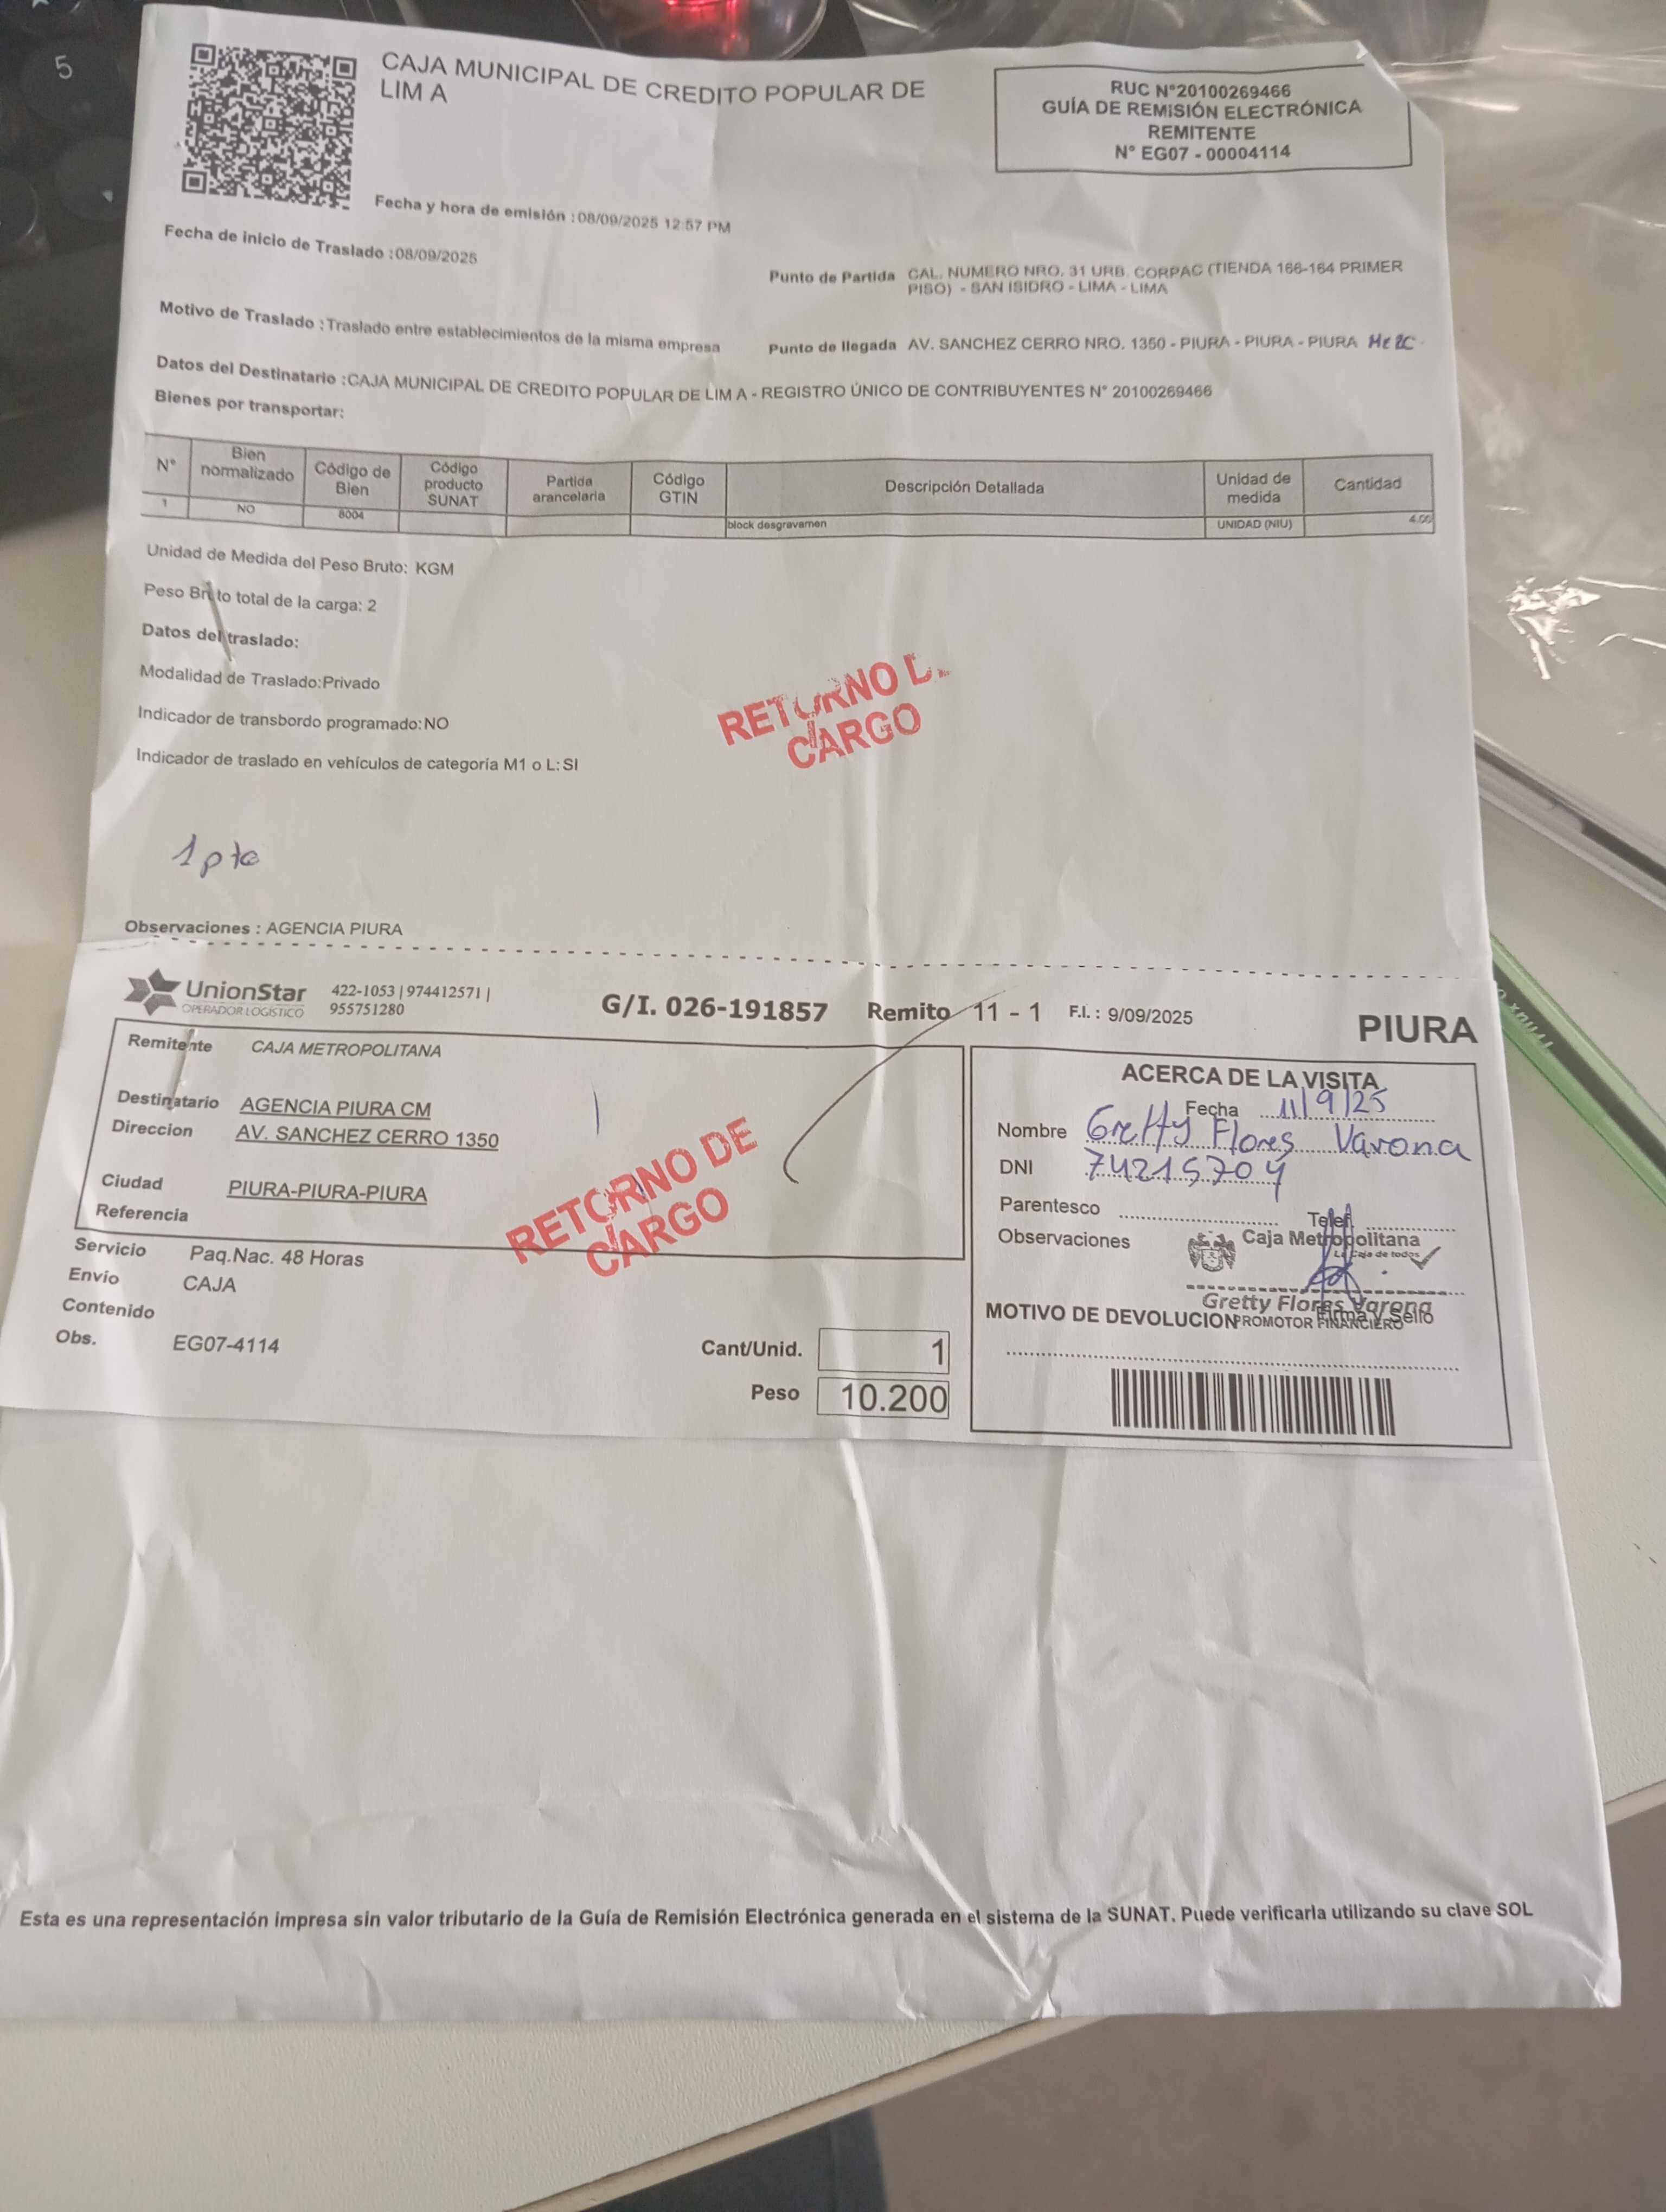 CAJA MUNICIPAL DE CREDITO POPULAR DE
LIM A
RUC N°20100269466
GUÍA DE REMISIÓN ELECTRÓNICA
REMITENTE
N° EG07 - 00004114
Fecha y hora de emisión :08/09/2025 12:57 PM
Fecha de inicio de Traslado :08/09/2025
Punto de Partida CAL. NUMERO NRO. 31 URB. CORPAC (TIENDA 166-164 PRIMER
PISO) - SAN ISIDRO - LIMA - LIMA
Motivo de Traslado :Traslado entre establecimientos de la misma empresa
Punto de llegada AV. SANCHEZ CERRO NRO. 1350 - PIURA - PIURA - PIURA
Datos del Destinatario :CAJA MUNICIPAL DE CREDITO POPULAR DE LIM A - REGISTRO ÚNICO DE CONTRIBUYENTES N° 20100269466
Bienes por transportar:
N° Bien normalizado Código de Bien Código producto SUNAT Partida arancelaria Código GTIN Descripción Detallada Unidad de medida Cantidad
1 NO 8004 block desgravamen UNIDAD (NIU) 4.00
Unidad de Medida del Peso Bruto: KGM
Peso Bruto total de la carga: 2
Datos del traslado:
Modalidad de Traslado:Privado
Indicador de transbordo programado:NO
Indicador de traslado en vehículos de categoría M1 o L:SI
RETORNO D
CARGO
1 pte
Observaciones : AGENCIA PIURA
UnionStar
OPERADOR LOGISTICO
422-1053 | 974412571 |
955751280
G/I. 026-191857 Remito 11 - 1 F.I. : 9/09/2025
PIURA
Remitente CAJA METROPOLITANA
Destinatario AGENCIA PIURA CM
Direccion AV. SANCHEZ CERRO 1350
Ciudad PIURA-PIURA-PIURA
Referencia
RETORNO DE
CARGO
Servicio Paq.Nac. 48 Horas
Envio CAJA
Contenido
Obs. EG07-4114
Cant/Unid. 1
Peso 10.200
ACERCA DE LA VISITA
Fecha 11/9/25
Nombre Gretty Flores Varona
DNI 74215704
Parentesco Telef.
Observaciones
Caja Metropolitana
La Caja de todos
Gretty Flores Varona
PROMOTOR FINANCIERO
Firma y Sello
MOTIVO DE DEVOLUCION
Esta es una representación impresa sin valor tributario de la Guía de Remisión Electrónica generada en el sistema de la SUNAT. Puede verificarla utilizando su clave SOL